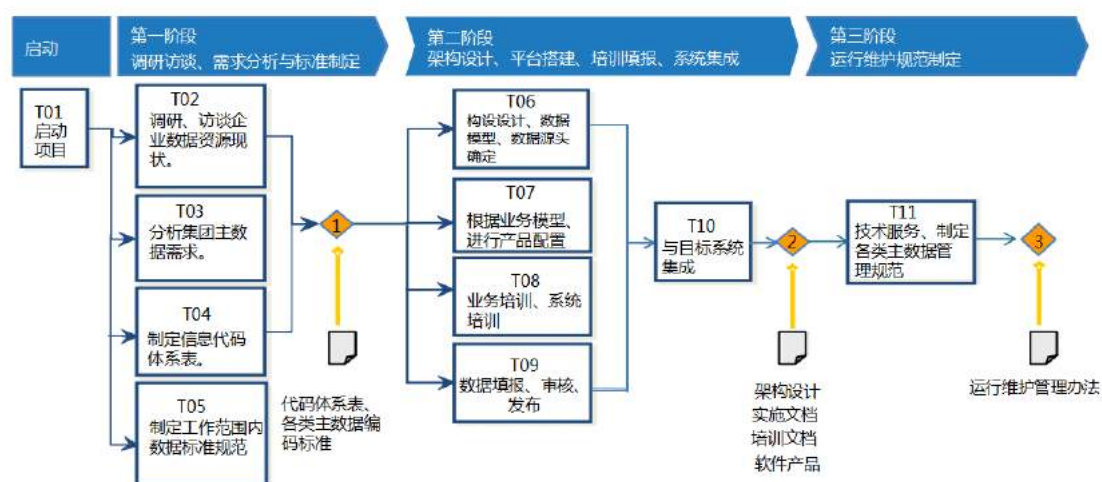 启动
第一阶段
调研访谈、需求分析与标准制定
第二阶段
架构设计、平台搭建、培训填报、系统集成
第三阶段
运行维护规范制定
T01
启动
项目
T02
调研、访谈企
业数据资源现
状。
T03
分析集团主数
据需求。
T04
制定信息代码
体系表。
T05
制定工作范围内
数据标准规范
1
代码体系表、
各类主数据编
码标准
T06
构设设计、数据
模型、数据源头
确定
T07
根据业务模型、
进行产品配置
T08
业务培训、系统
培训
T09
数据填报、审核、
发布
T10
与目标系统
集成
2
架构设计
实施文档
培训文档
软件产品
T11
技术服务、制定
各类主数据管
理规范
3
运行维护管理办法